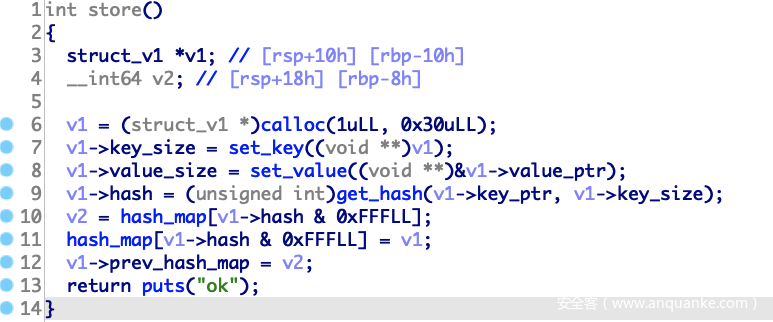 1 int store()
2 {
3 struct_v1 *v1; // [rsp+10h] [rbp-10h]
4 __int64 v2; // [rsp+18h] [rbp-8h]
5
6 v1 = (struct_v1 *)calloc(1uLL, 0x30uLL);
7 v1->key_size = set_key((void **)v1);
8 v1->value_size = set_value((void **)&v1->value_ptr);
9 v1->hash = (unsigned int)get_hash(v1->key_ptr, v1->key_size);
10 v2 = hash_map[v1->hash & 0xFFFLL];
11 hash_map[v1->hash & 0xFFFLL] = v1;
12 v1->prev_hash_map = v2;
13 return puts("ok");
14 }
安全客（www.anquanke.com）